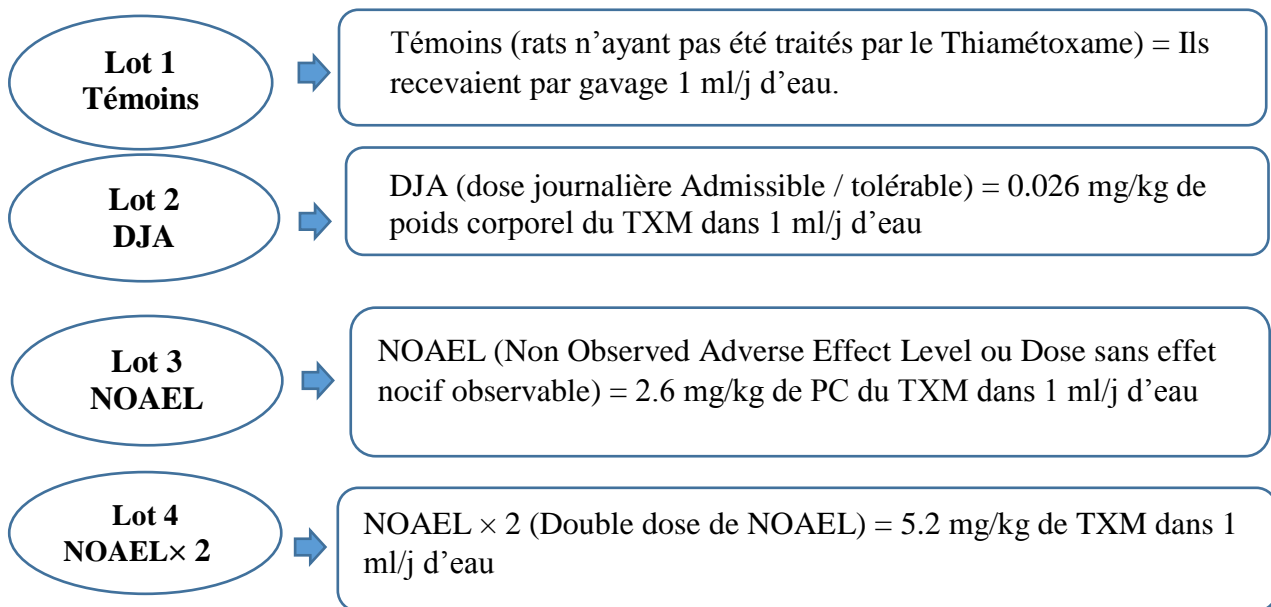 Lot 1
Témoins
Témoins (rats n’ayant pas été traités par le Thiamétoxame) = Ils
recevaient par gavage 1 ml/j d’eau.
Lot 2
DJA
DJA (dose journalière Admissible / tolérable) = 0.026 mg/kg de
poids corporel du TXM dans 1 ml/j d’eau
Lot 3
NOAEL
NOAEL (Non Observed Adverse Effect Level ou Dose sans effet
nocif observable) = 2.6 mg/kg de PC du TXM dans 1 ml/j d’eau
Lot 4
NOAEL× 2
NOAEL × 2 (Double dose de NOAEL) = 5.2 mg/kg de TXM dans 1
ml/j d’eau